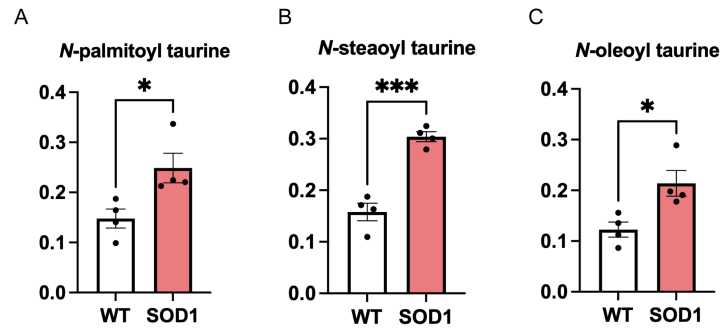 A
N-palmitoyl taurine
*
0.4
0.3
0.2
0.1
0.0
WT SOD1
B
N-steaoyl taurine
***
0.4
0.3
0.2
0.1
0.0
WT SOD1
C
N-oleoyl taurine
*
0.4
0.3
0.2
0.1
0.0
WT SOD1